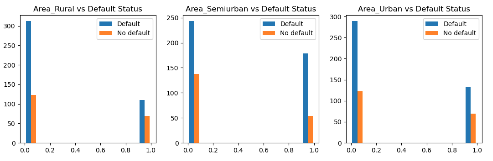 Area_Rural vs Default Status
Default
No default
300
250
200
150
100
50
0
0.0 0.2 0.4 0.6 0.8 1.0
Area_Semiurban vs Default Status
Default
No default
250
200
150
100
50
0
0.0 0.2 0.4 0.6 0.8 1.0
Area_Urban vs Default Status
Default
No default
300
250
200
150
100
50
0
0.0 0.2 0.4 0.6 0.8 1.0